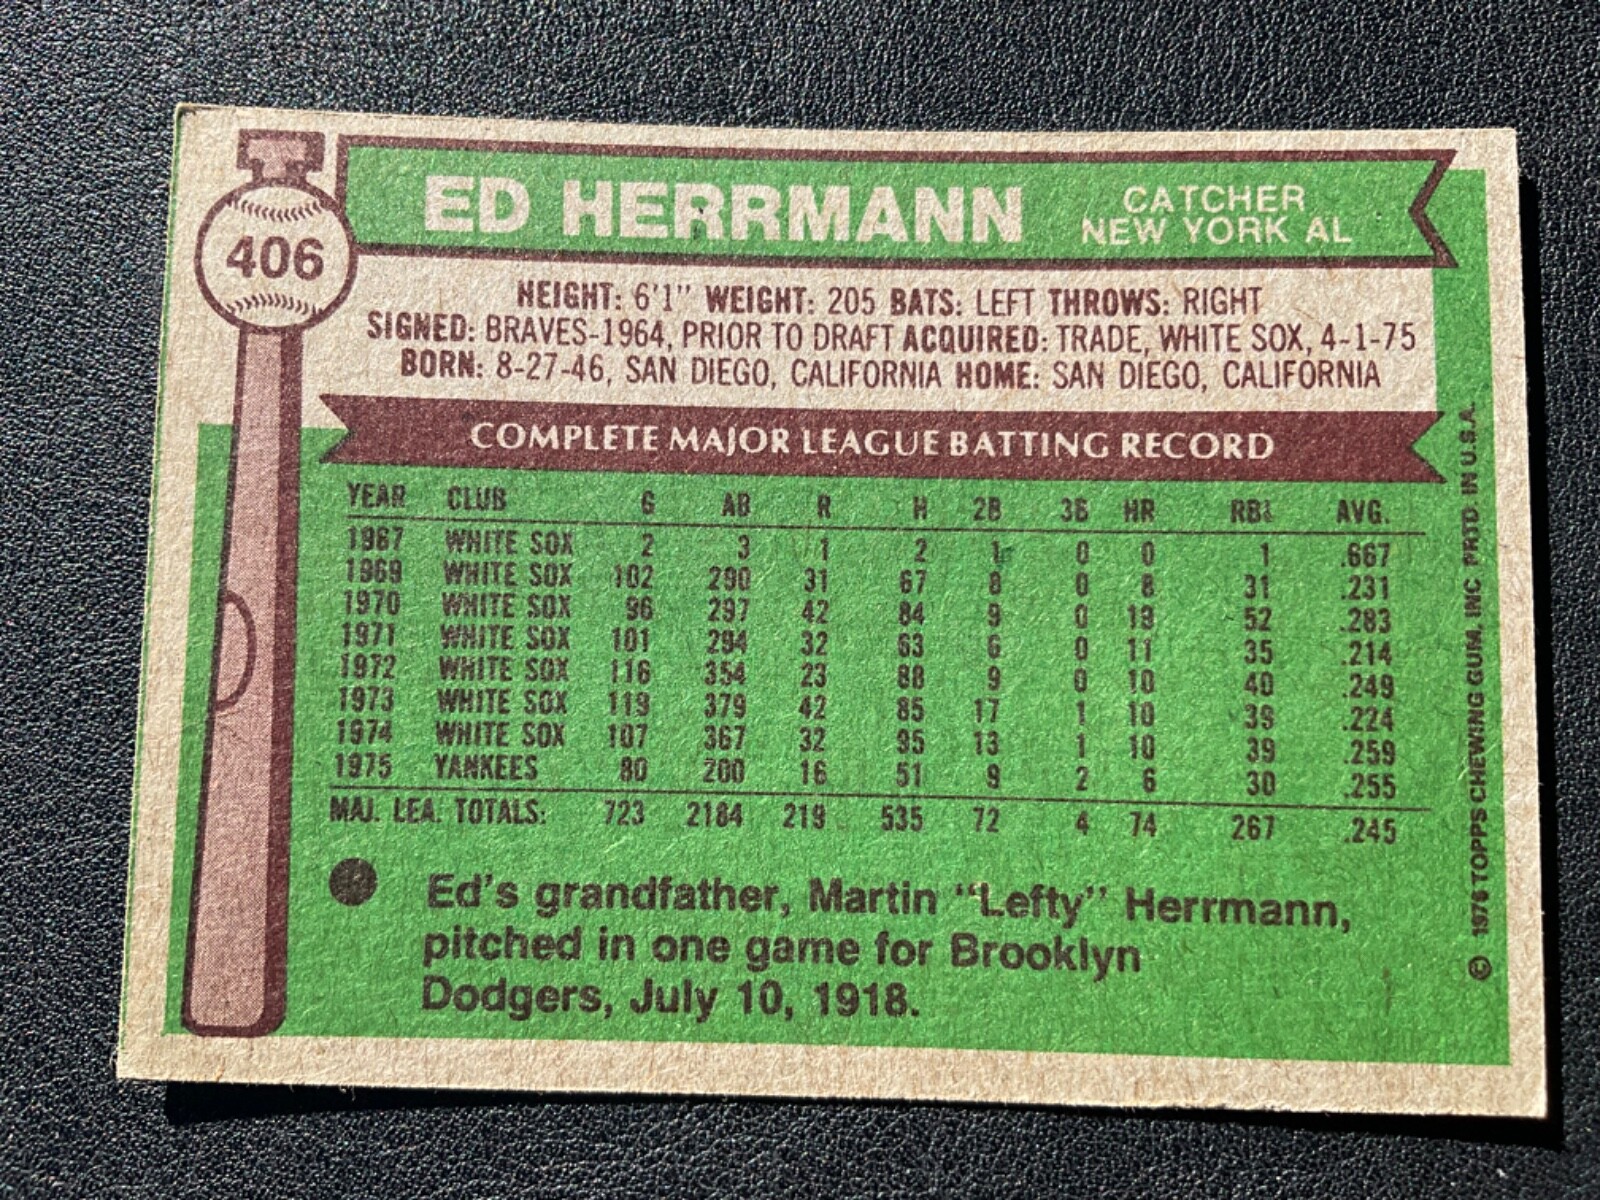 406
ED HERRMANN
CATCHER
NEW YORK AL
HEIGHT: 6'1" WEIGHT: 205 BATS: LEFT THROWS: RIGHT
SIGNED: BRAVES-1964, PRIOR TO DRAFT ACQUIRED: TRADE, WHITE SOX, 4-1-75
BORN: 8-27-46, SAN DIEGO, CALIFORNIA HOME: SAN DIEGO, CALIFORNIA
COMPLETE MAJOR LEAGUE BATTING RECORD
YEAR CLUB G AB R H 2B 3B HR RBI AVG.
1967 WHITE SOX 2 3 1 2 1 0 0 1 .667
1969 WHITE SOX 102 290 31 67 8 0 8 31 .231
1970 WHITE SOX 96 297 42 84 9 0 19 52 .283
1971 WHITE SOX 101 294 32 63 6 0 11 35 .214
1972 WHITE SOX 116 354 23 88 9 0 10 40 .249
1973 WHITE SOX 119 379 42 85 17 1 10 39 .224
1974 WHITE SOX 107 367 32 95 13 1 10 39 .259
1975 YANKEES 80 200 16 51 9 2 6 30 .255
MAJ. LEA. TOTALS: 723 2184 219 535 72 4 74 267 .245
Ed's grandfather, Martin "Lefty" Herrmann,
pitched in one game for Brooklyn
Dodgers, July 10, 1918.
© 1976 TOPPS CHEWING GUM, INC PRTD IN U.S.A.